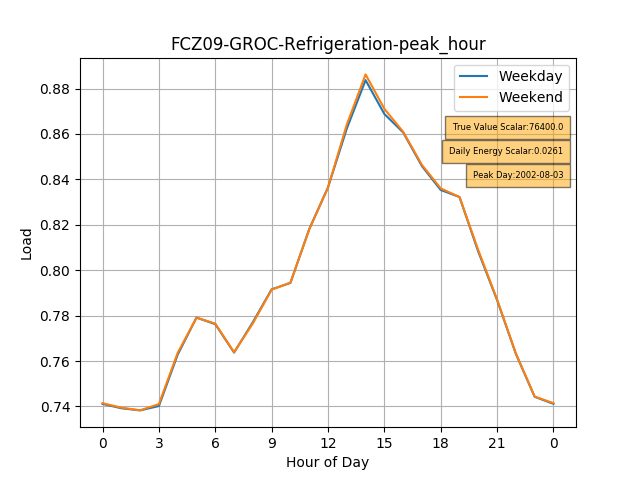 FCZ09-GROC-Refrigeration-peak_hour
Weekday
Weekend
True Value Scalar:76400.0
Daily Energy Scalar:0.0261
Peak Day:2002-08-03
Load
0.88
0.86
0.84
0.82
0.80
0.78
0.76
0.74
0 3 6 9 12 15 18 21 0
Hour of Day